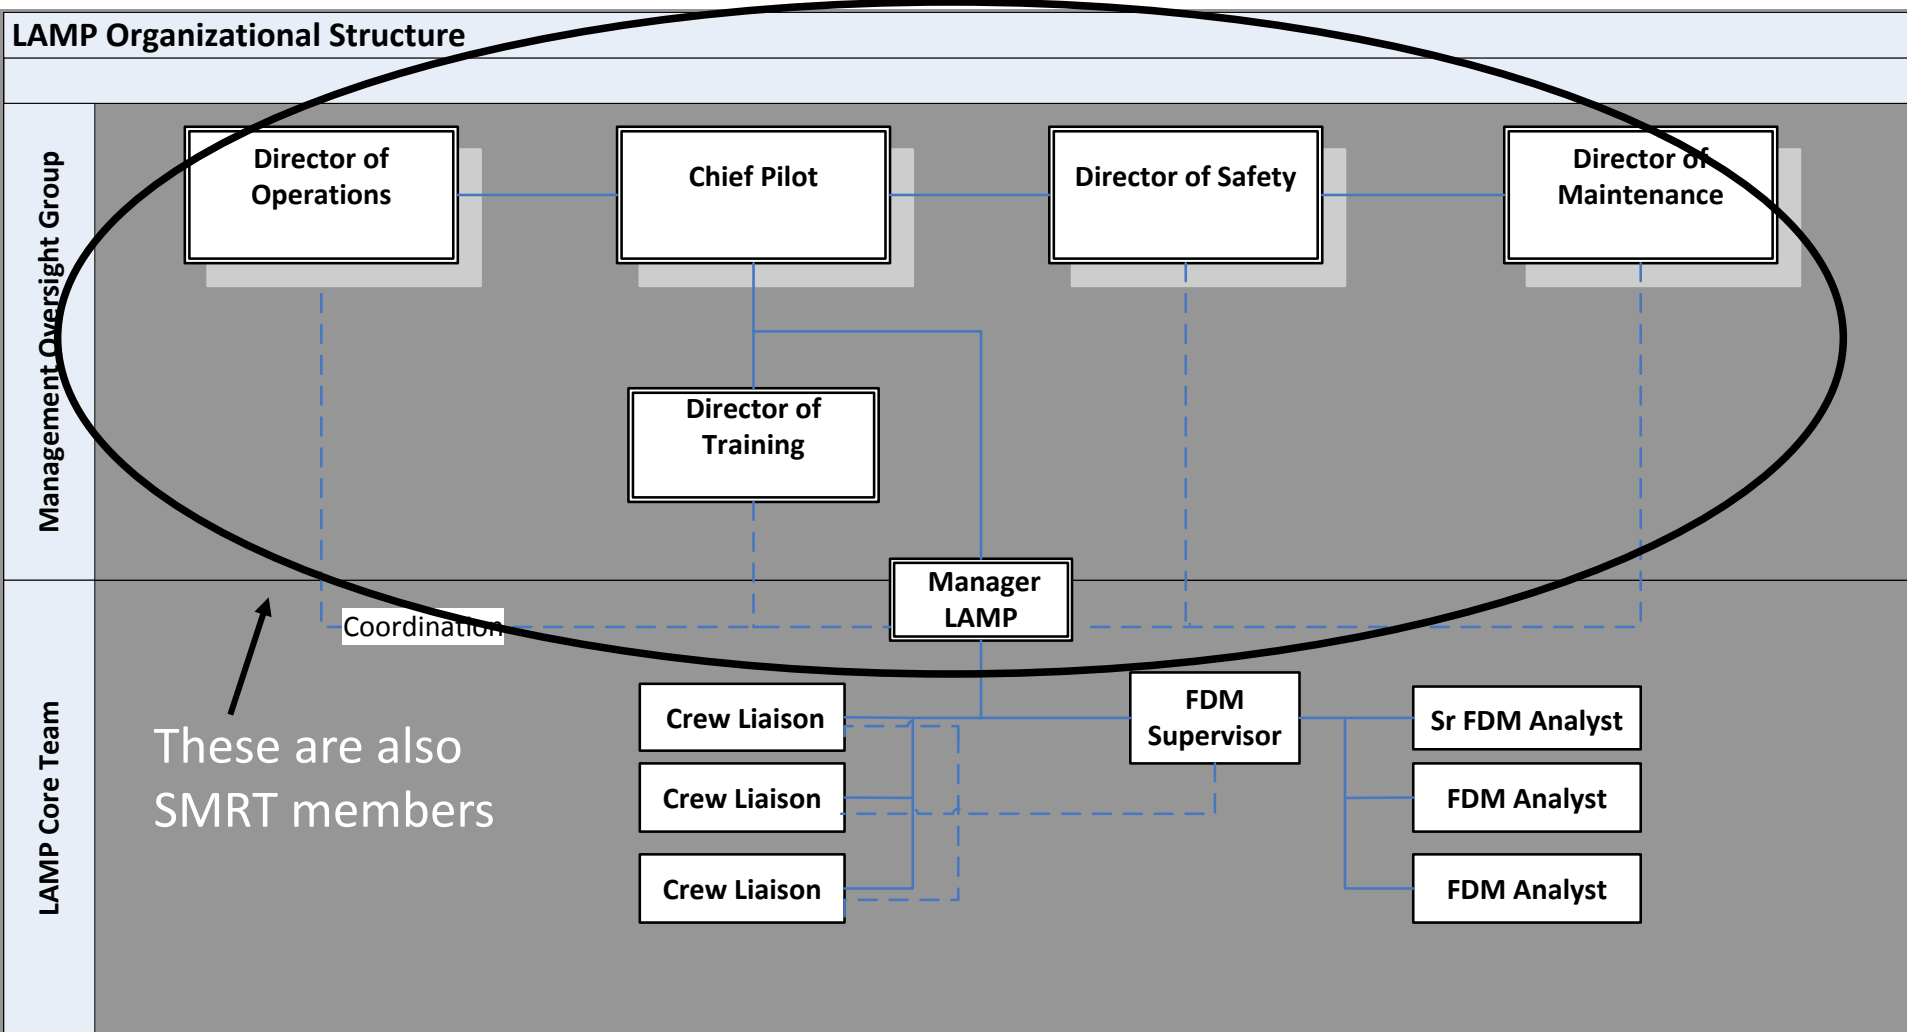 LAMP Organizational Structure
Management Oversight Group
Director of
Operations
Chief Pilot
Director of Safety
Director of
Maintenance
Director of
Training
Manager
LAMP
Coordination
LAMP Core Team
These are also
SMRT members
Crew Liaison
Crew Liaison
Crew Liaison
FDM
Supervisor
Sr FDM Analyst
FDM Analyst
FDM Analyst